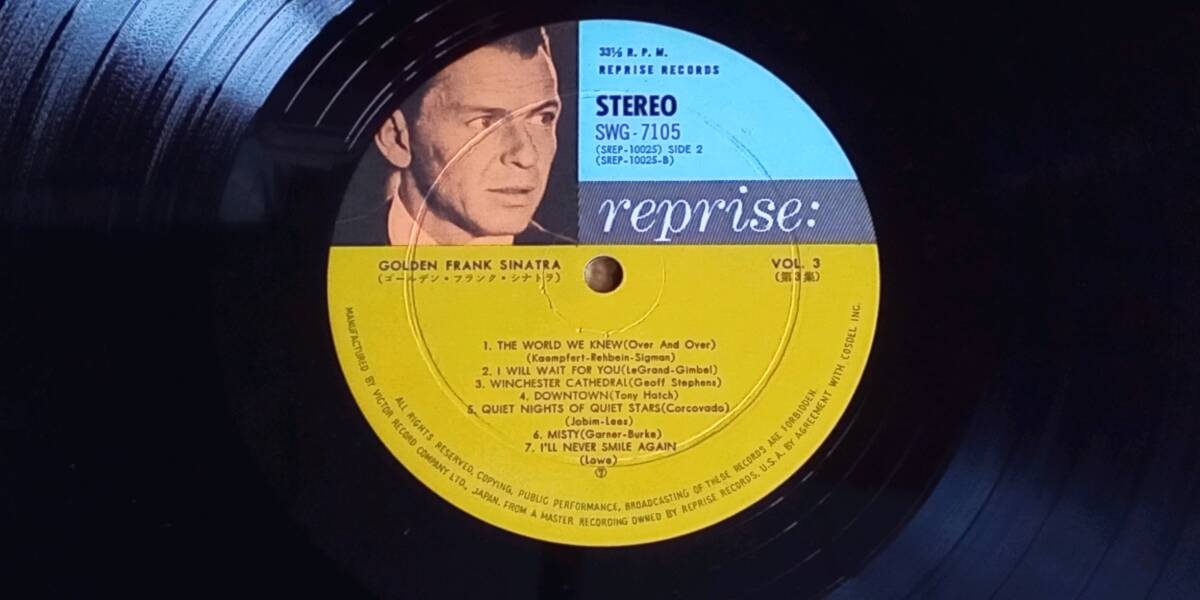 33⅓ R. P. M.
REPRISE RECORDS
STEREO
SWG-7105
(SREP-10025) SIDE 2
(SREP-10025-B)
reprise:
GOLDEN FRANK SINATRA
(ゴールデン・フランク・シナトラ)
VOL. 3
(第3集)
1. THE WORLD WE KNEW(Over And Over)
(Kaempfert-Rehbein-Sigman)
2. I WILL WAIT FOR YOU(LeGrand-Gimbel)
3. WINCHESTER CATHEDRAL(Geoff Stephens)
4. DOWNTOWN(Tony Hatch)
5. QUIET NIGHTS OF QUIET STARS(Corcovado)
(Jobim-Lees)
6. MISTY(Garner-Burke)
7. I'LL NEVER SMILE AGAIN
(Lowe)
Ⓣ
ALL RIGHTS RESERVED, COPYING, PUBLIC PERFORMANCE, BROADCASTING OF THESE RECORDS ARE FORBIDDEN.
MANUFACTURED BY VICTOR RECORD COMPANY LTD., JAPAN. FROM A MASTER RECORDING OWNED BY REPRISE RECORDS, U.S.A. BY AGREEMENT WITH COSDEL INC.